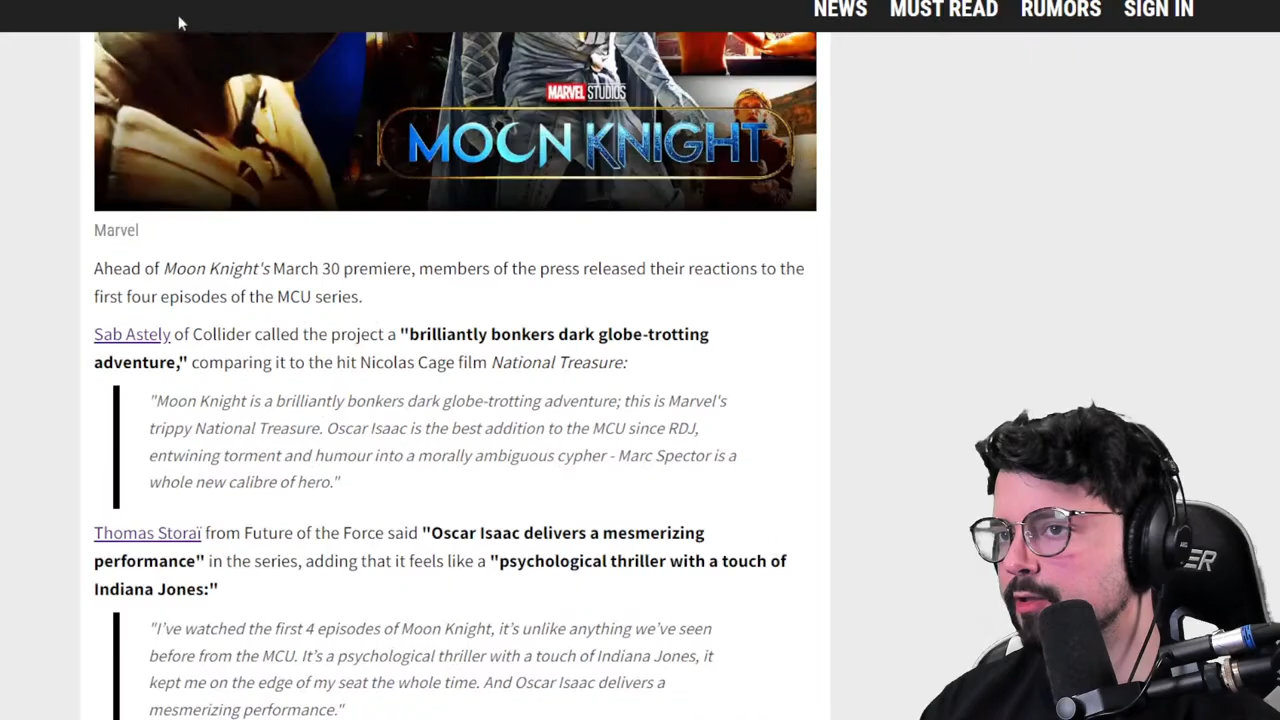 NEWS MUST READ RUMORS SIGN IN
MARVEL STUDIOS
MOON KNIGHT
Marvel
Ahead of Moon Knight's March 30 premiere, members of the press released their reactions to the
first four episodes of the MCU series.
Sab Astely of Collider called the project a "brilliantly bonkers dark globe-trotting
adventure," comparing it to the hit Nicolas Cage film National Treasure:
"Moon Knight is a brilliantly bonkers dark globe-trotting adventure; this is Marvel's
trippy National Treasure. Oscar Isaac is the best addition to the MCU since RDJ,
entwining torment and humour into a morally ambiguous cypher - Marc Spector is a
whole new calibre of hero."
Thomas Storaï from Future of the Force said "Oscar Isaac delivers a mesmerizing
performance" in the series, adding that it feels like a "psychological thriller with a touch of
Indiana Jones:"
"I've watched the first 4 episodes of Moon Knight, it's unlike anything we've seen
before from the MCU. It's a psychological thriller with a touch of Indiana Jones, it
kept me on the edge of my seat the whole time. And Oscar Isaac delivers a
mesmerizing performance."